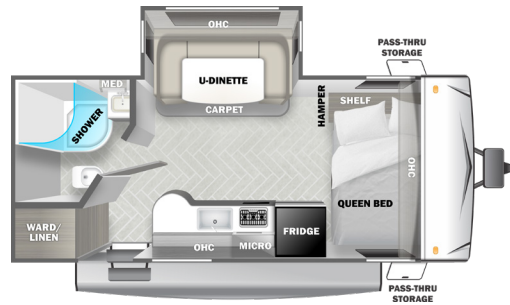 OHC
PASS-THRU
STORAGE
U-DINETTE
MED
CARPET
SHOWER
HAMPER
SHELF
OHC
QUEEN BED
WARD/
LINEN
OHC
MICRO
FRIDGE
PASS-THRU
STORAGE